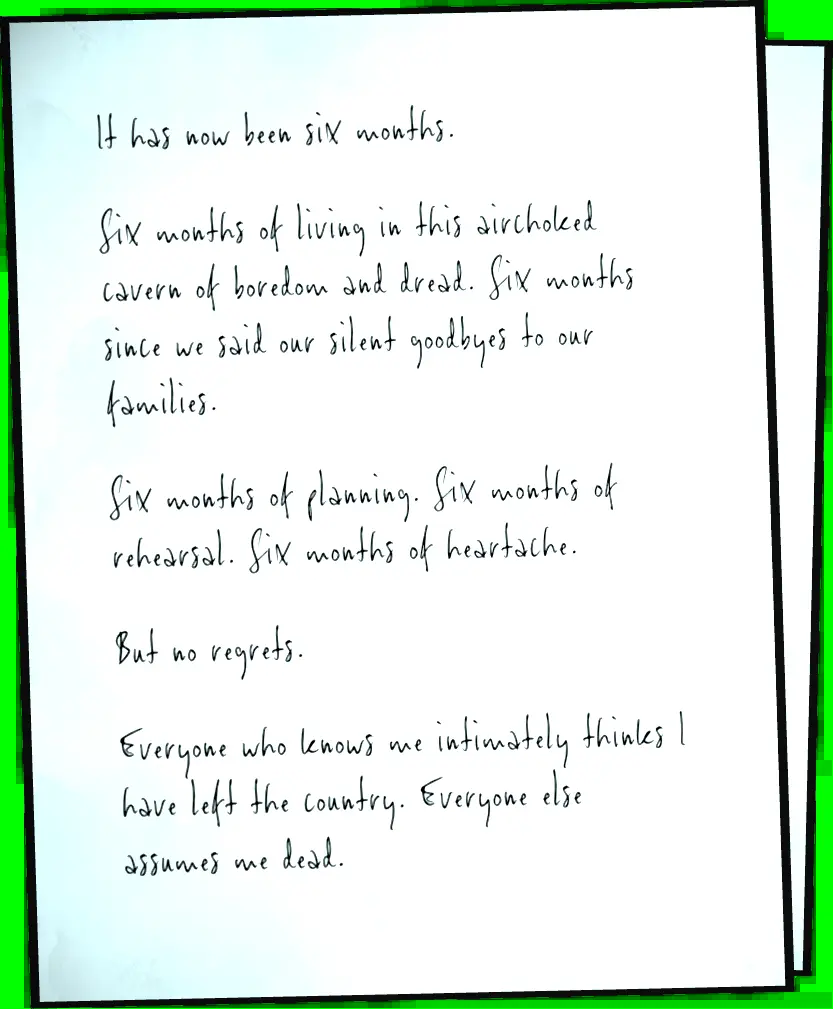 It has now been six months.
Six months of living in this airchoked
cavern of boredom and dread. Six months
since we said our silent goodbyes to our
families.
Six months of planning. Six months of
rehearsal. Six months of heartache.
But no regrets.
Everyone who knows me intimately thinks I
have left the country. Everyone else
assumes me dead.